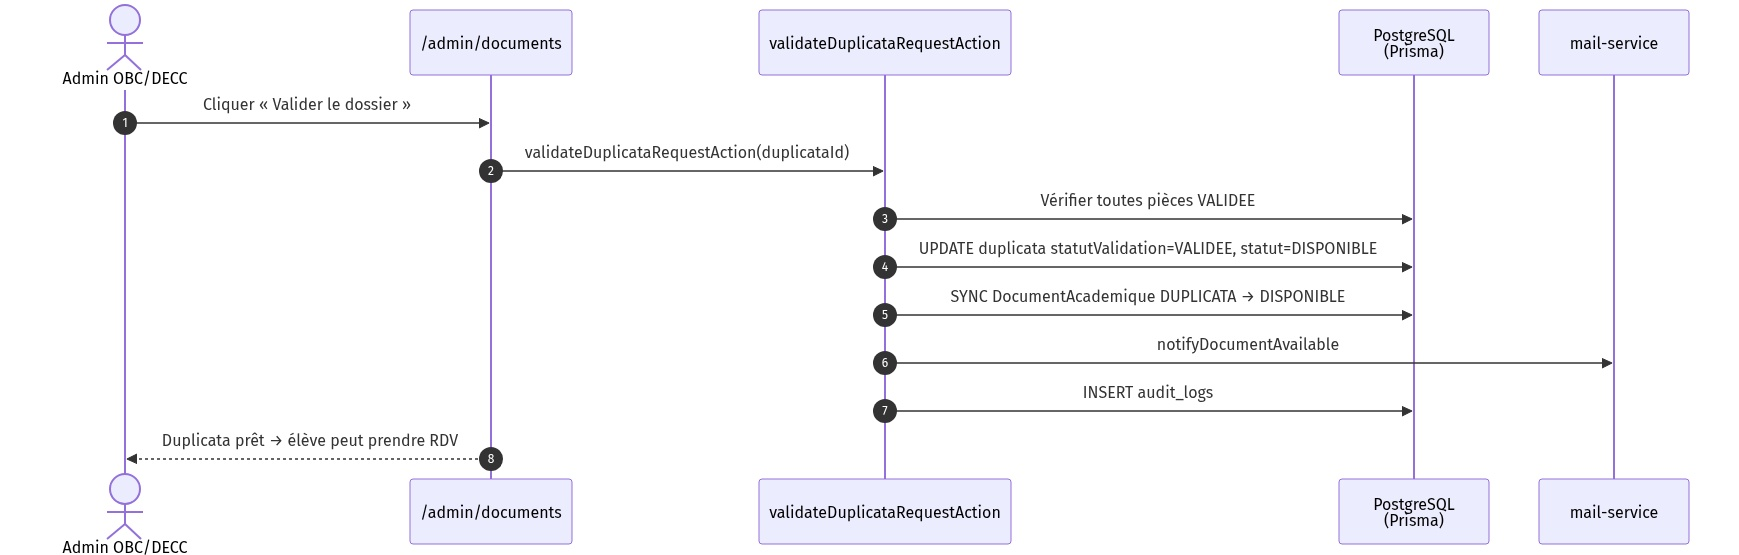 Admin OBC/DECC
/admin/documents
validateDuplicataRequestAction
PostgreSQL
(Prisma)
mail-service
Cliquer « Valider le dossier »
1
validateDuplicataRequestAction(duplicataId)
2
Vérifier toutes pièces VALIDEE
3
UPDATE duplicata statutValidation=VALIDEE, statut=DISPONIBLE
4
SYNC DocumentAcademique DUPLICATA → DISPONIBLE
5
notifyDocumentAvailable
6
INSERT audit_logs
7
Duplicata prêt → élève peut prendre RDV
8
Admin OBC/DECC
/admin/documents
validateDuplicataRequestAction
PostgreSQL
(Prisma)
mail-service